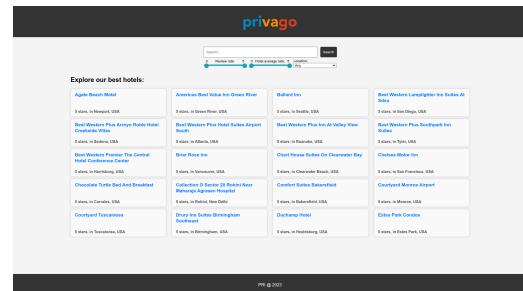 privago
Search...
Search
0 Review rate: 5 0 Hotel average rate: 5 Location:
Any
Explore our best hotels:
Agate Beach Motel
5 stars, in Newport, USA
Americas Best Value Inn Green River
5 stars, in Green River, USA
Ballard Inn
5 stars, in Seattle, USA
Best Western Lamplighter Inn Suites At
Sdsu
5 stars, in San Diego, USA
Best Western Plus Arroyo Roble Hotel
Creekside Villas
5 stars, in Sedona, USA
Best Western Plus Hotel Suites Airport
South
5 stars, in Atlanta, USA
Best Western Plus Inn At Valley View
5 stars, in Roanoke, USA
Best Western Plus Southpark Inn
Suites
5 stars, in Tyler, USA
Best Western Premier The Central
Hotel Conference Center
5 stars, in Harrisburg, USA
Briar Rose Inn
5 stars, in Victoria, USA
Chart House Suites On Clearwater Bay
5 stars, in Clearwater Beach, USA
Chelsea Motor Inn
5 stars, in San Francisco, USA
Chocolate Turtle Bed And Breakfast
5 stars, in Corrales, USA
Collection O Sector 20 Rohini Near
Maharaja Agrasen Hospital
5 stars, in Rohini, New Delhi
Comfort Suites Bakersfield
5 stars, in Bakersfield, USA
Courtyard Monroe Airport
5 stars, in Monroe, USA
Courtyard Tuscaloosa
5 stars, in Tuscaloosa, USA
Drury Inn Suites Birmingham
Southeast
5 stars, in Birmingham, USA
Duchamp Hotel
5 stars, in Healdsburg, USA
Estes Park Condos
5 stars, in Estes Park, USA
PRI @ 2023